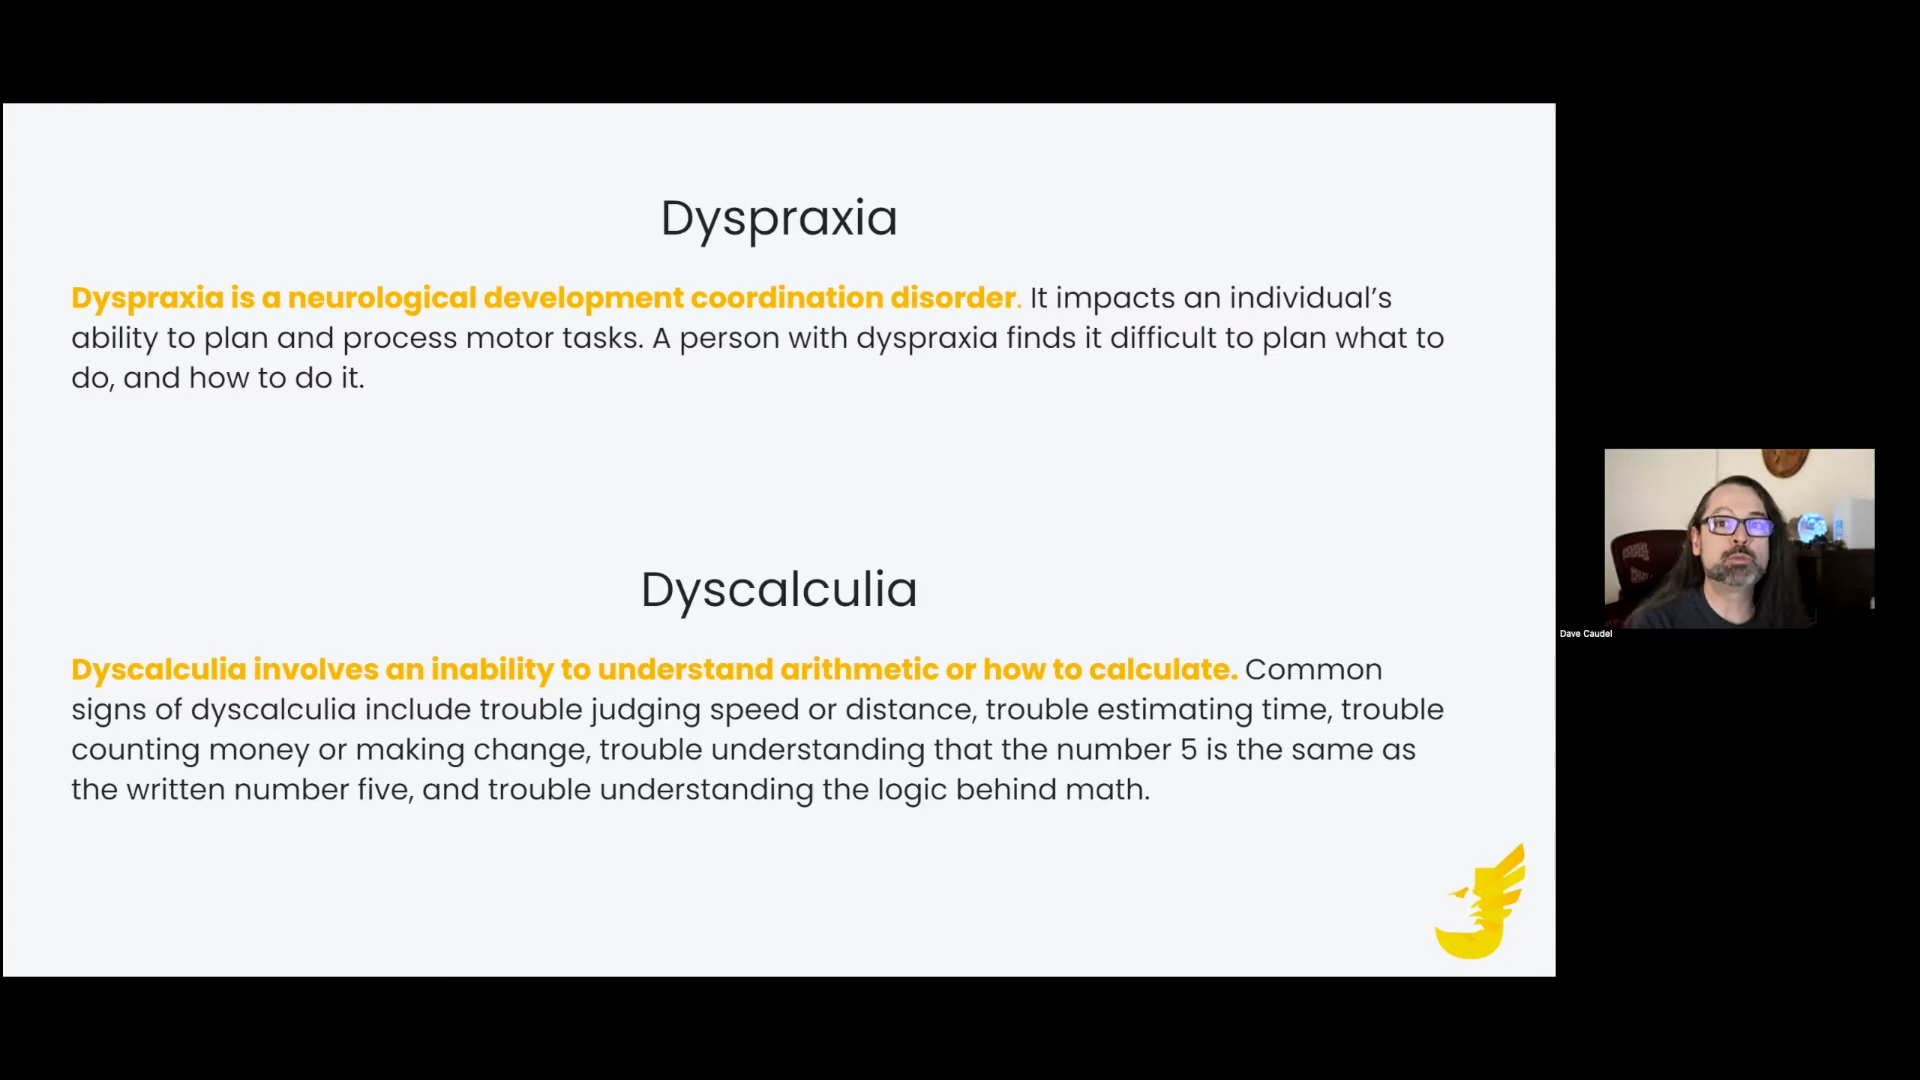 Dyspraxia
Dyspraxia is a neurological development coordination disorder. It impacts an individual’s
ability to plan and process motor tasks. A person with dyspraxia finds it difficult to plan what to
do, and how to do it.
Dyscalculia
Dyscalculia involves an inability to understand arithmetic or how to calculate. Common
signs of dyscalculia include trouble judging speed or distance, trouble estimating time, trouble
counting money or making change, trouble understanding that the number 5 is the same as
the written number five, and trouble understanding the logic behind math.
Dave Caudel